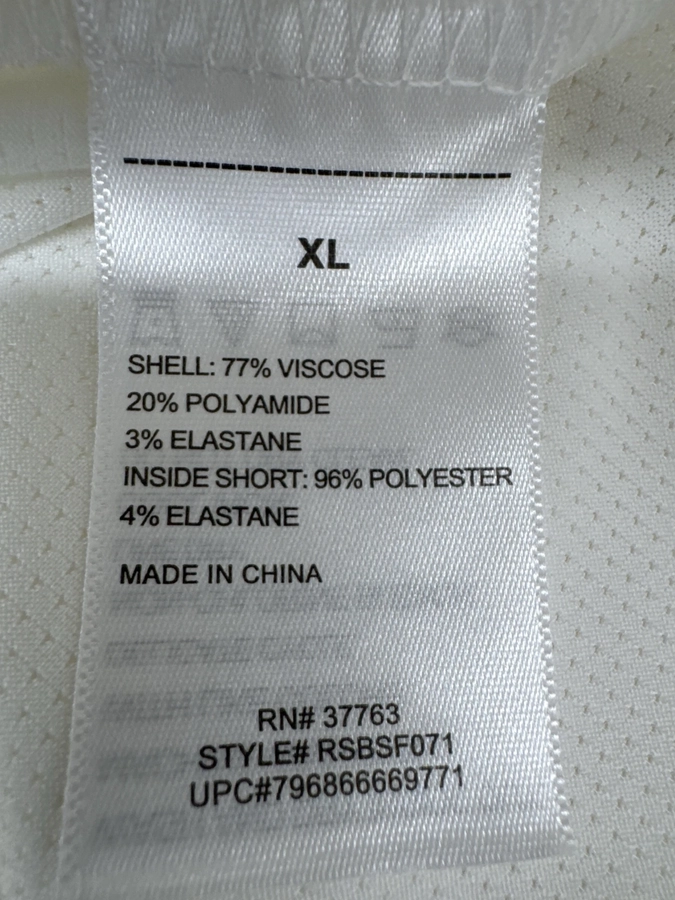 XL
SHELL: 77% VISCOSE
20% POLYAMIDE
3% ELASTANE
INSIDE SHORT: 96% POLYESTER
4% ELASTANE
MADE IN CHINA
RN# 37763
STYLE# RSBSF071
UPC#796866669771